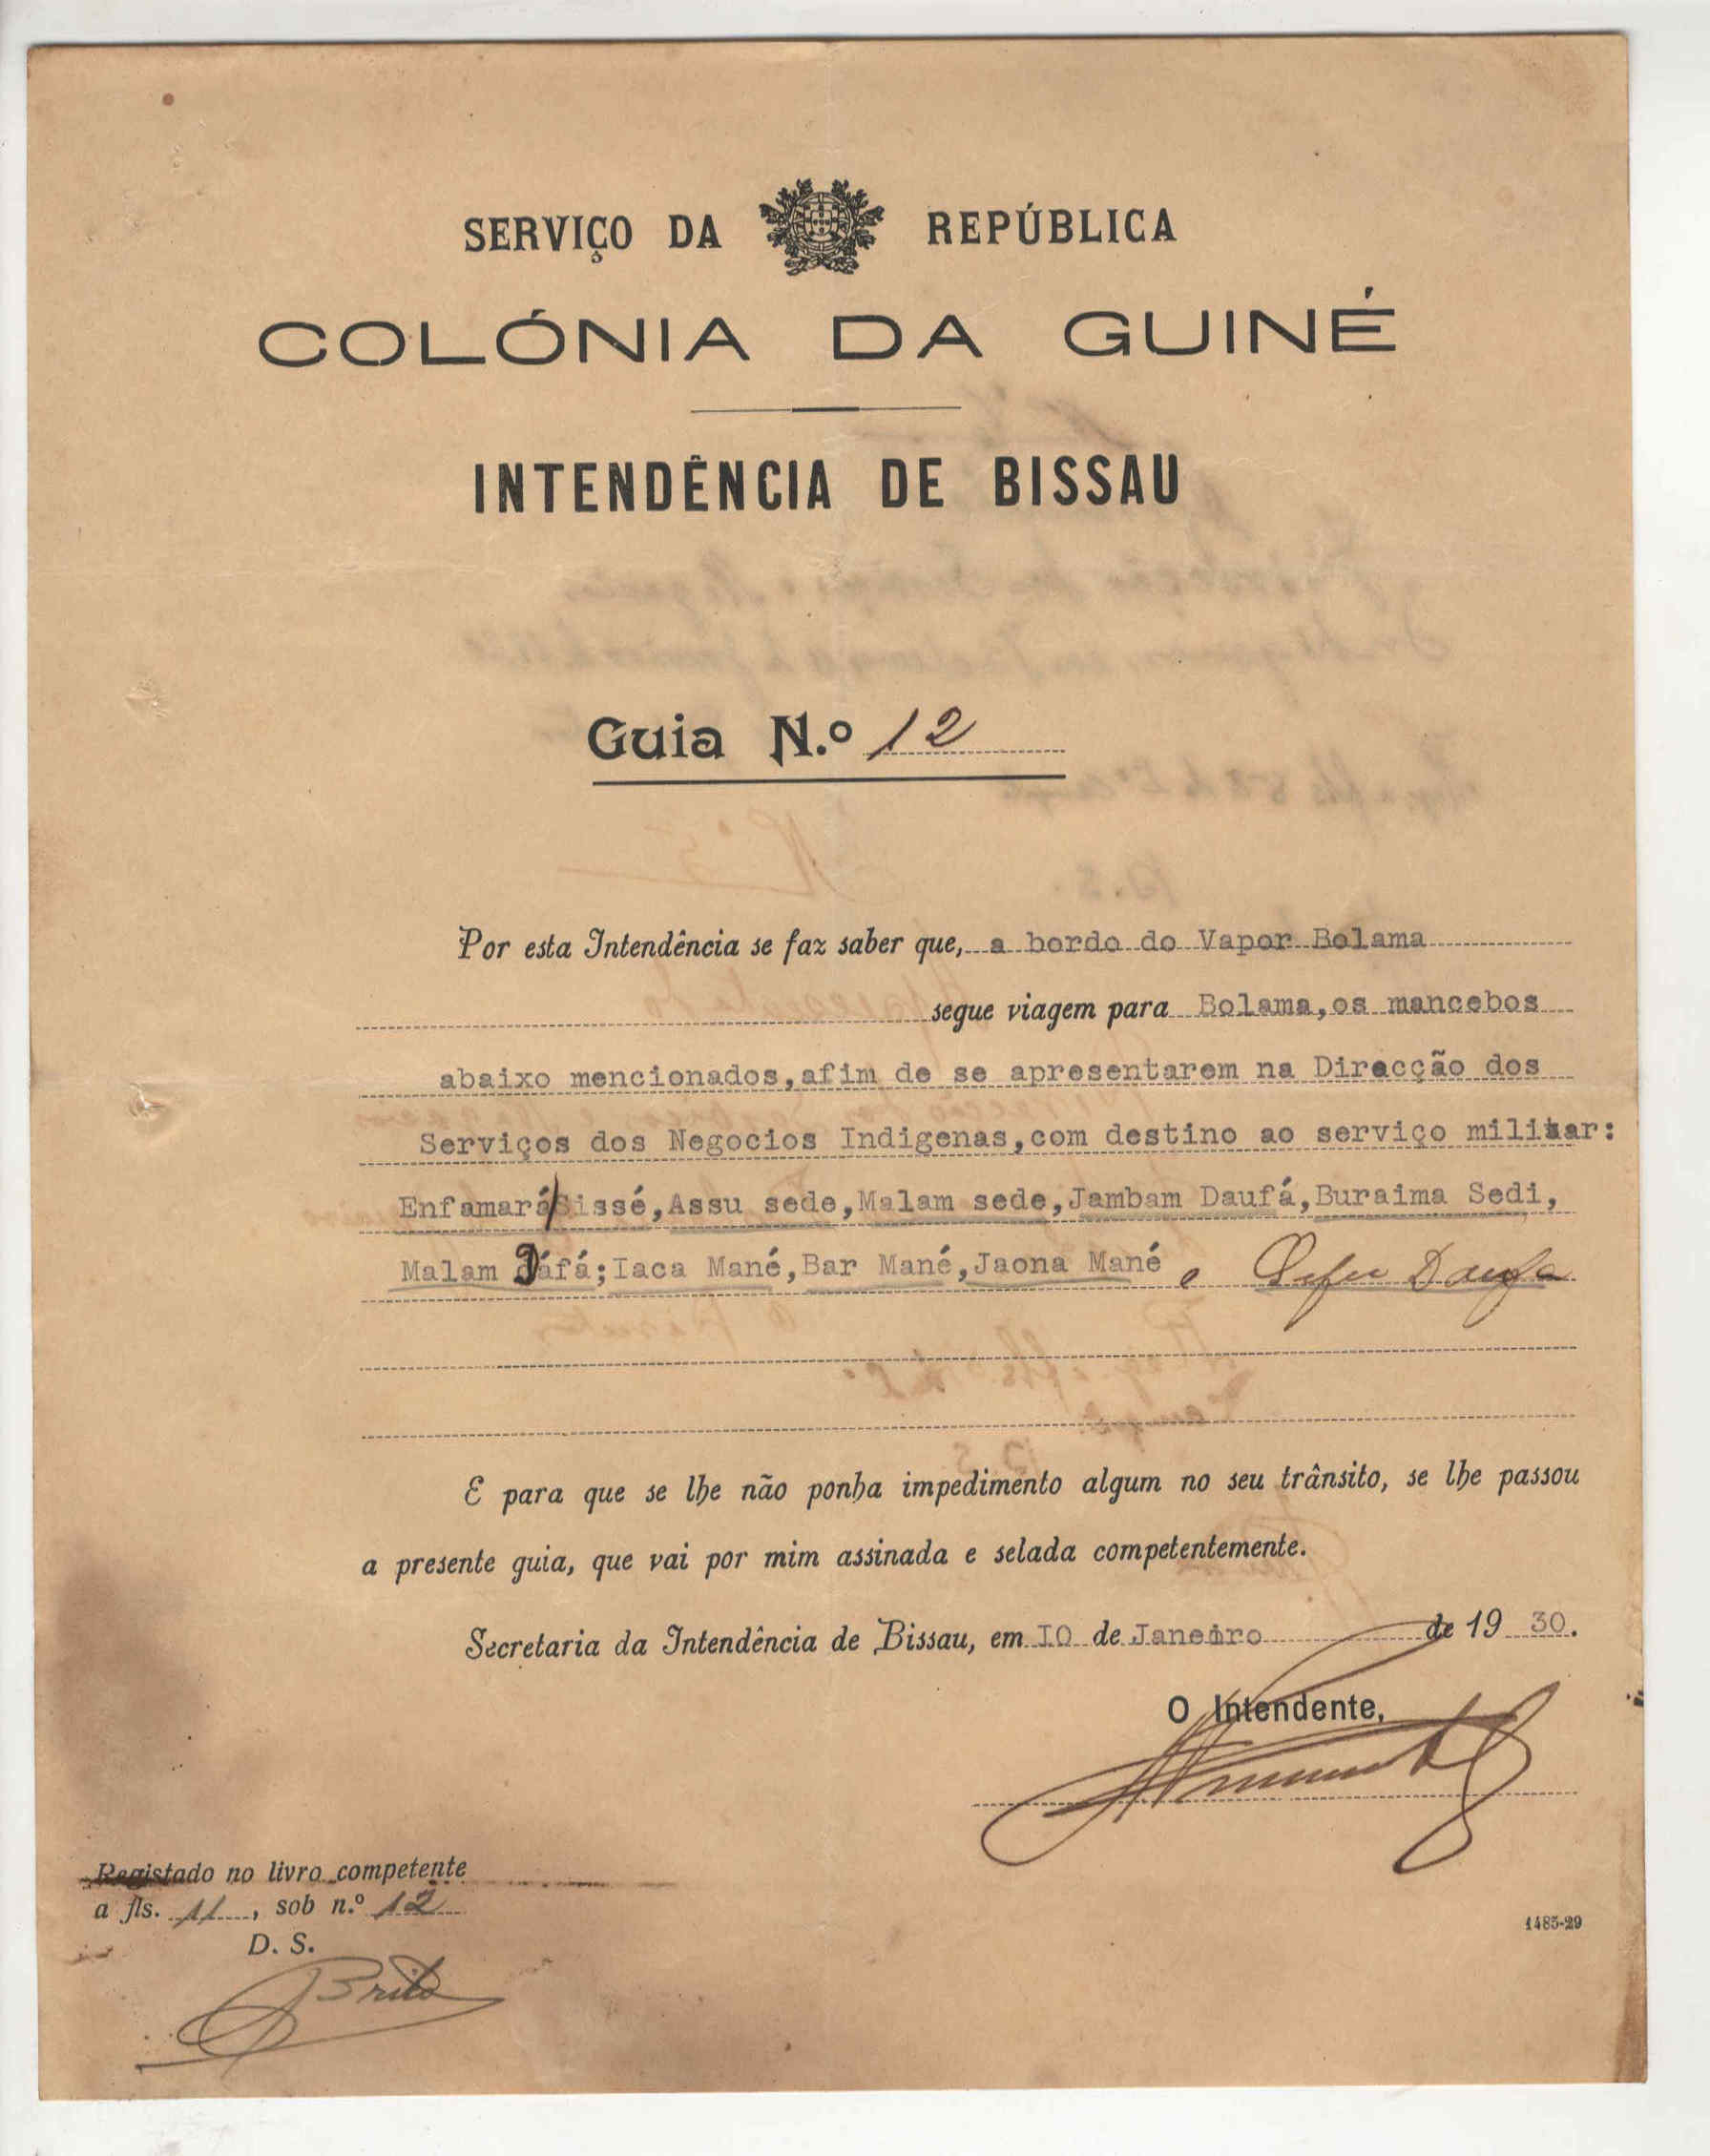 SERVIÇO DA REPÚBLICA
COLÓNIA DA GUINÉ
INTENDÊNCIA DE BISSAU
Guia N.º 12
Por esta Intendência se faz saber que, a bordo do Vapor Bolama
segue viagem para Bolama,os mancebos
abaixo mencionados,afim de se apresentarem na Direcção dos
Serviços dos Negocios Indigenas,com destino ao serviço militar:
Enfamará/Sissé,Assu sede,Malam sede,Jambam Daufá,Buraima Sedi,
Malam Dáfá;Iaca Mané,Bar Mané,Jaona Mané e Daufa
E para que se lhe não ponha impedimento algum no seu trânsito, se lhe passou
a presente guia, que vai por mim assinada e selada competentemente.
Secretaria da Intendência de Bissau, em IO de Janeiro de 19 30.
O Intendente,
Registado no livro competente
a fls. 11, sob n.º 12
D. S.
Brito
1485-29